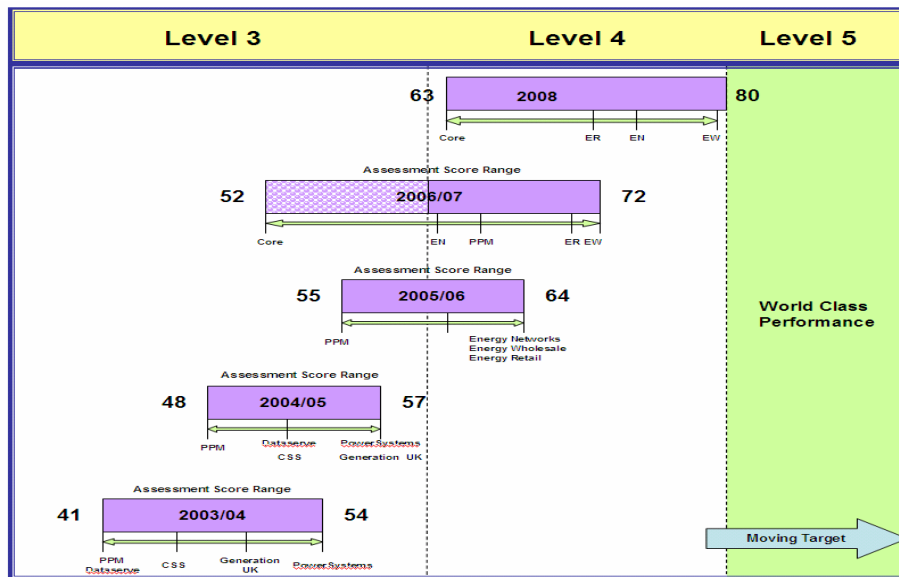 Level 3 Level 4 Level 5
63 2008 80
Core ER EN EW
Assessment Score Range
52 2006/07 72
Core EN PPM ER EW
Assessment Score Range
55 2005/06 64
PPM Energy Networks
Energy Wholesale
Energy Retail
World Class
Performance
Assessment Score Range
48 2004/05 57
PPM Dataserve PowerSystems
CSS Generation UK
Assessment Score Range
41 2003/04 54
PPM CSS Generation PowerSystems
Dataserve UK
Moving Target